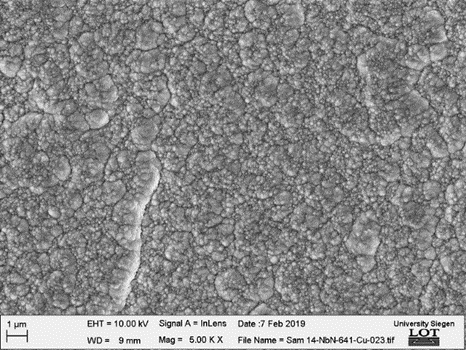 1 µm EHT = 10.00 kV Signal A = InLens Date :7 Feb 2019 University Siegen
LOT
WD = 9 mm Mag = 5.00 K X File Name = Sam 14-NbN-641-Cu-023.tif